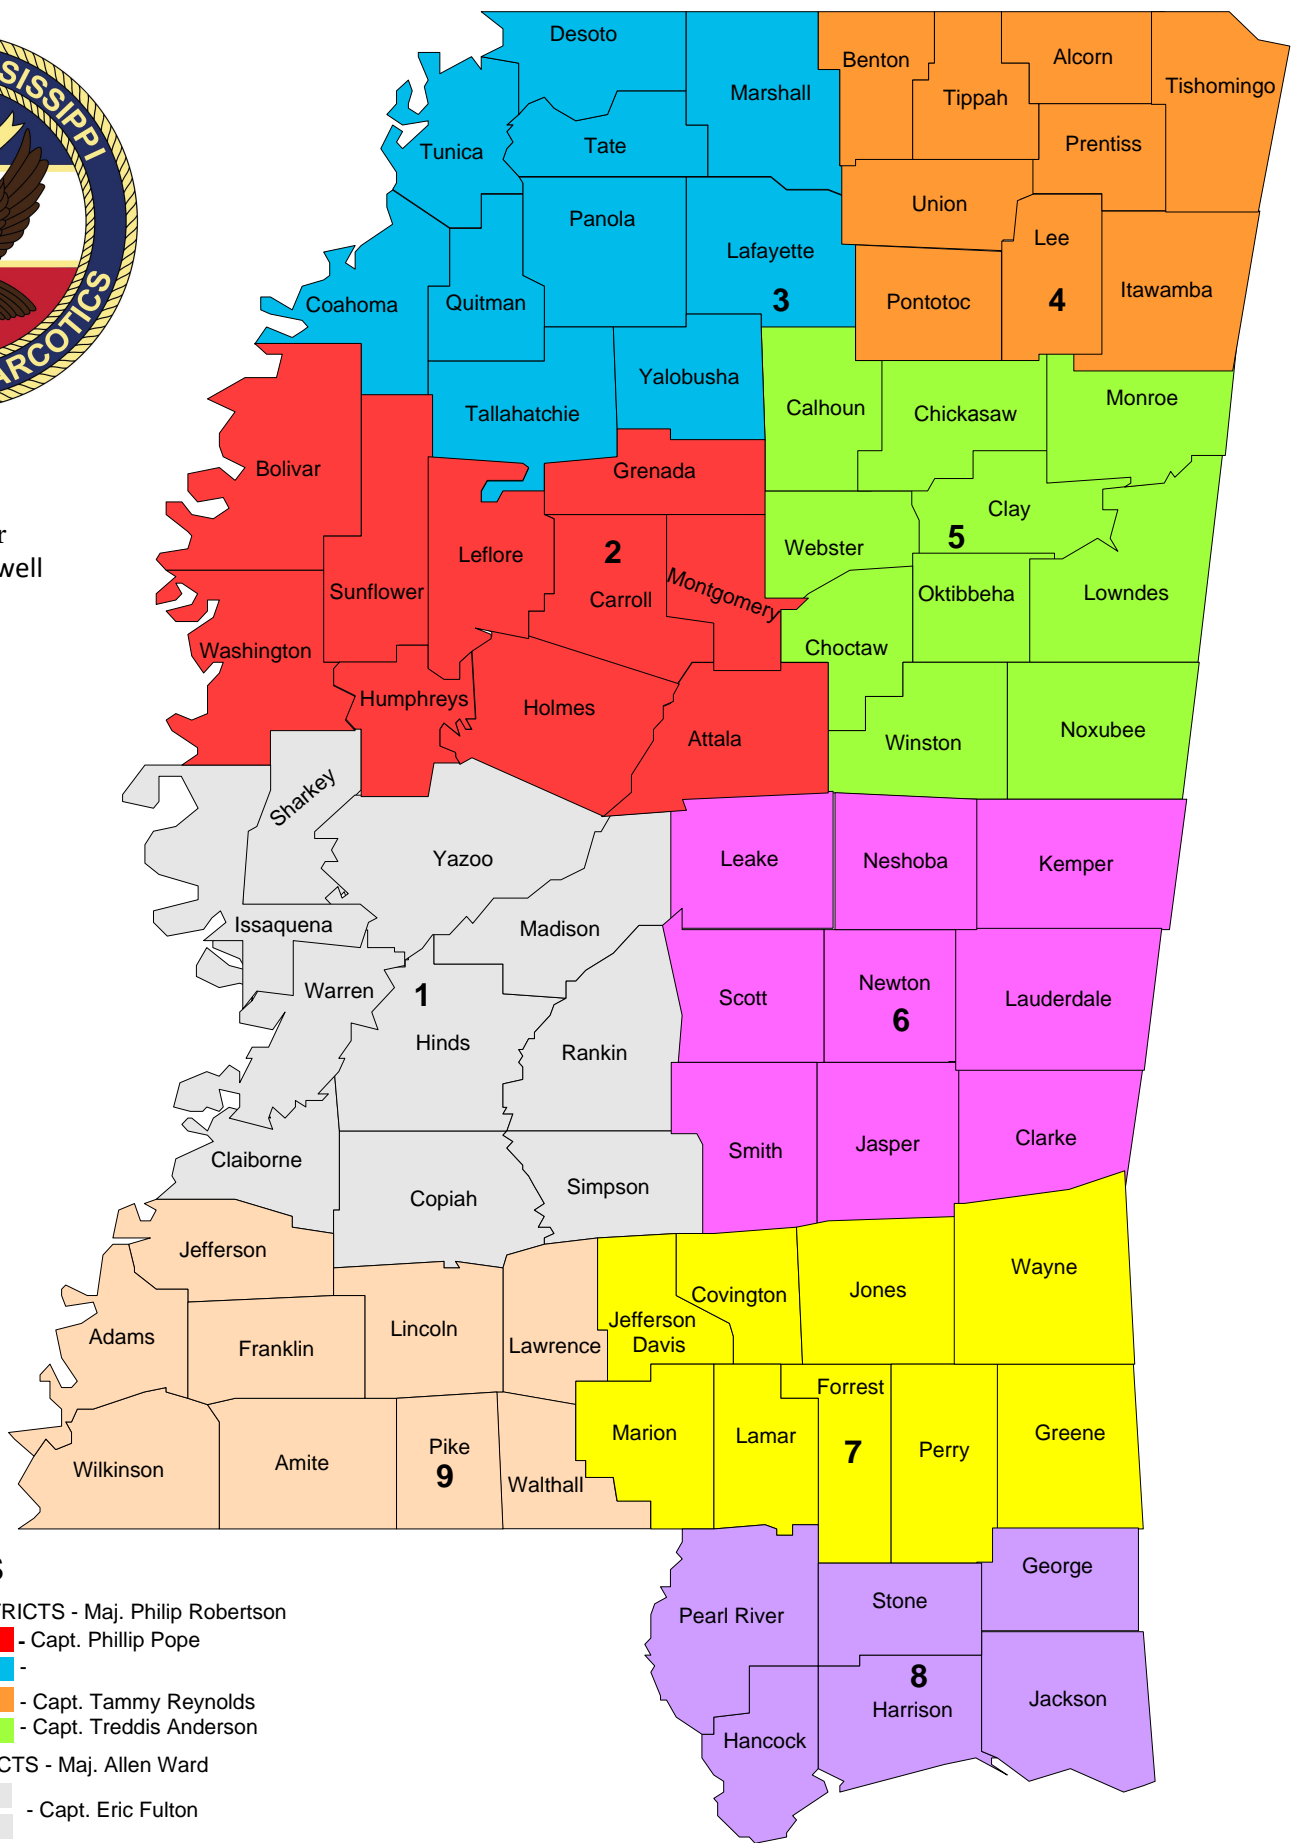 SISSIPPI
ARCOTICS
r
well
Desoto
Marshall
Benton
Tippah
Alcorn
Tishomingo
Tunica
Tate
Prentiss
Panola
Lafayette
Union
Lee
Coahoma
Quitman
3
Pontotoc
4
Itawamba
Tallahatchie
Yalobusha
Calhoun
Chickasaw
Monroe
Bolivar
Grenada
Clay
Leflore
2
Webster
5
Sunflower
Carroll
Montgomery
Oktibbeha
Lowndes
Washington
Choctaw
Humphreys
Holmes
Attala
Winston
Noxubee
Sharkey
Yazoo
Leake
Neshoba
Kemper
Issaquena
Madison
Warren
1
Hinds
Rankin
Scott
Newton
6
Lauderdale
Claiborne
Copiah
Simpson
Smith
Jasper
Clarke
Jefferson
Adams
Franklin
Lincoln
Lawrence
Jefferson
Davis
Covington
Jones
Wayne
Wilkinson
Amite
Pike
9
Walthall
Marion
Lamar
Forrest
7
Perry
Greene
Pearl River
Stone
George
Hancock
8
Harrison
Jackson
S
TRICTS - Maj. Philip Robertson
- Capt. Phillip Pope
-
- Capt. Tammy Reynolds
- Capt. Treddis Anderson
CTS - Maj. Allen Ward
- Capt. Eric Fulton